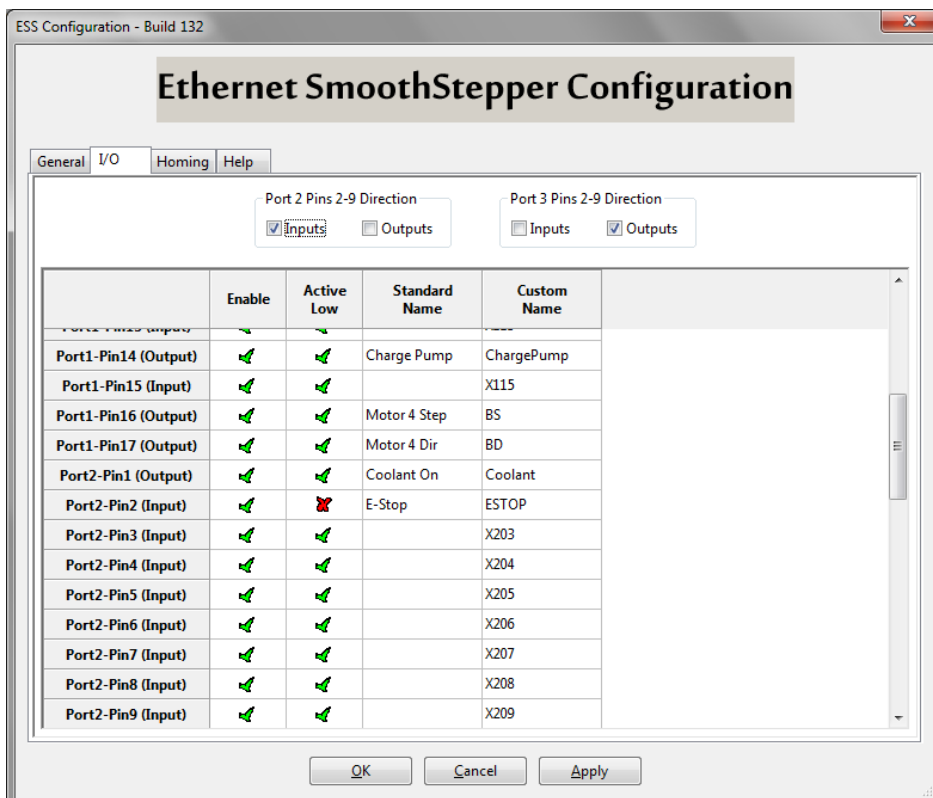 ESS Configuration - Build 132
Ethernet SmoothStepper Configuration
General I/O Homing Help
Port 2 Pins 2-9 Direction Port 3 Pins 2-9 Direction
Inputs Outputs Inputs Outputs
Enable Active Low Standard Name Custom Name
Port1-Pin14 (Output) Charge Pump ChargePump
Port1-Pin15 (Input) X115
Port1-Pin16 (Output) Motor 4 Step BS
Port1-Pin17 (Output) Motor 4 Dir BD
Port2-Pin1 (Output) Coolant On Coolant
Port2-Pin2 (Input) E-Stop ESTOP
Port2-Pin3 (Input) X203
Port2-Pin4 (Input) X204
Port2-Pin5 (Input) X205
Port2-Pin6 (Input) X206
Port2-Pin7 (Input) X207
Port2-Pin8 (Input) X208
Port2-Pin9 (Input) X209
OK Cancel Apply